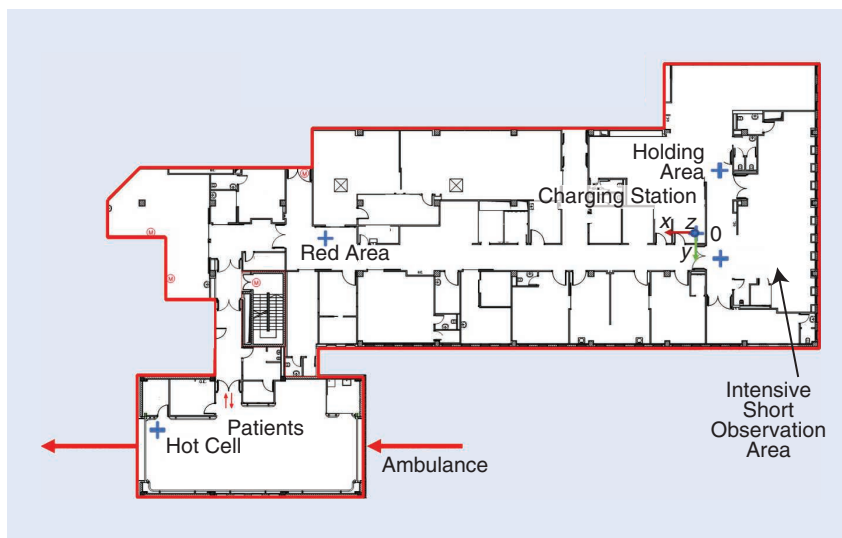 Holding
Area
Charging Station
x
z
0
y
Red Area
M
M
M
M
Intensive
Short
Observation
Area
Patients
Hot Cell
Ambulance